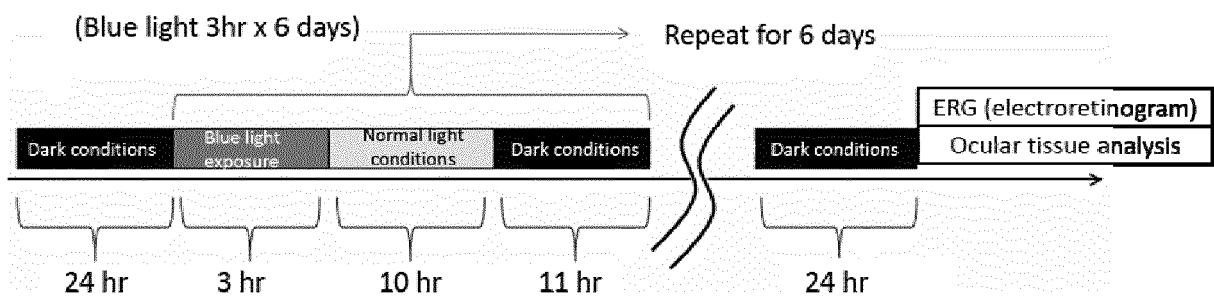 (Blue light 3hr x 6 days)
Repeat for 6 days
ERG (electroretinogram)
Ocular tissue analysis
Dark conditions
Blue light
exposure
Normal light
conditions
Dark conditions
Dark conditions
24 hr
3 hr
10 hr
11 hr
24 hr